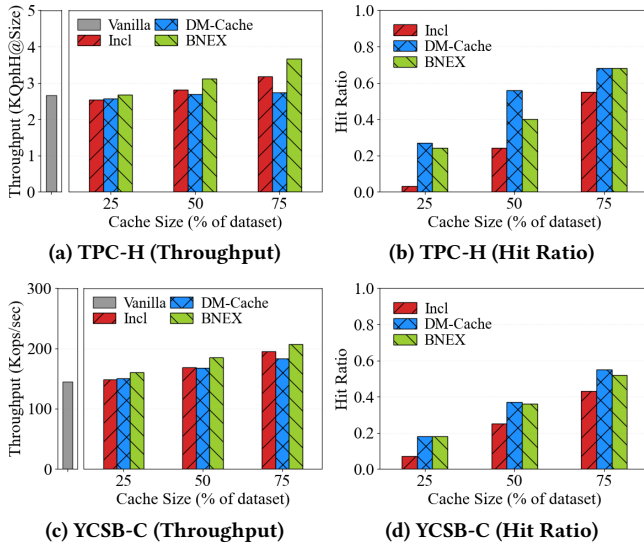 Throughput (KQphH@Size)
5
4
3
2
1
0
Vanilla
Incl
DM-Cache
BNEX
25
50
75
Cache Size (% of dataset)
(a) TPC-H (Throughput)
Hit Ratio
1.0
0.8
0.6
0.4
0.2
0.0
Incl
DM-Cache
BNEX
25
50
75
Cache Size (% of dataset)
(b) TPC-H (Hit Ratio)
Throughput (Kops/sec)
300
200
100
0
Vanilla
Incl
DM-Cache
BNEX
25
50
75
Cache Size (% of dataset)
(c) YCSB-C (Throughput)
Hit Ratio
1.0
0.8
0.6
0.4
0.2
0.0
Incl
DM-Cache
BNEX
25
50
75
Cache Size (% of dataset)
(d) YCSB-C (Hit Ratio)